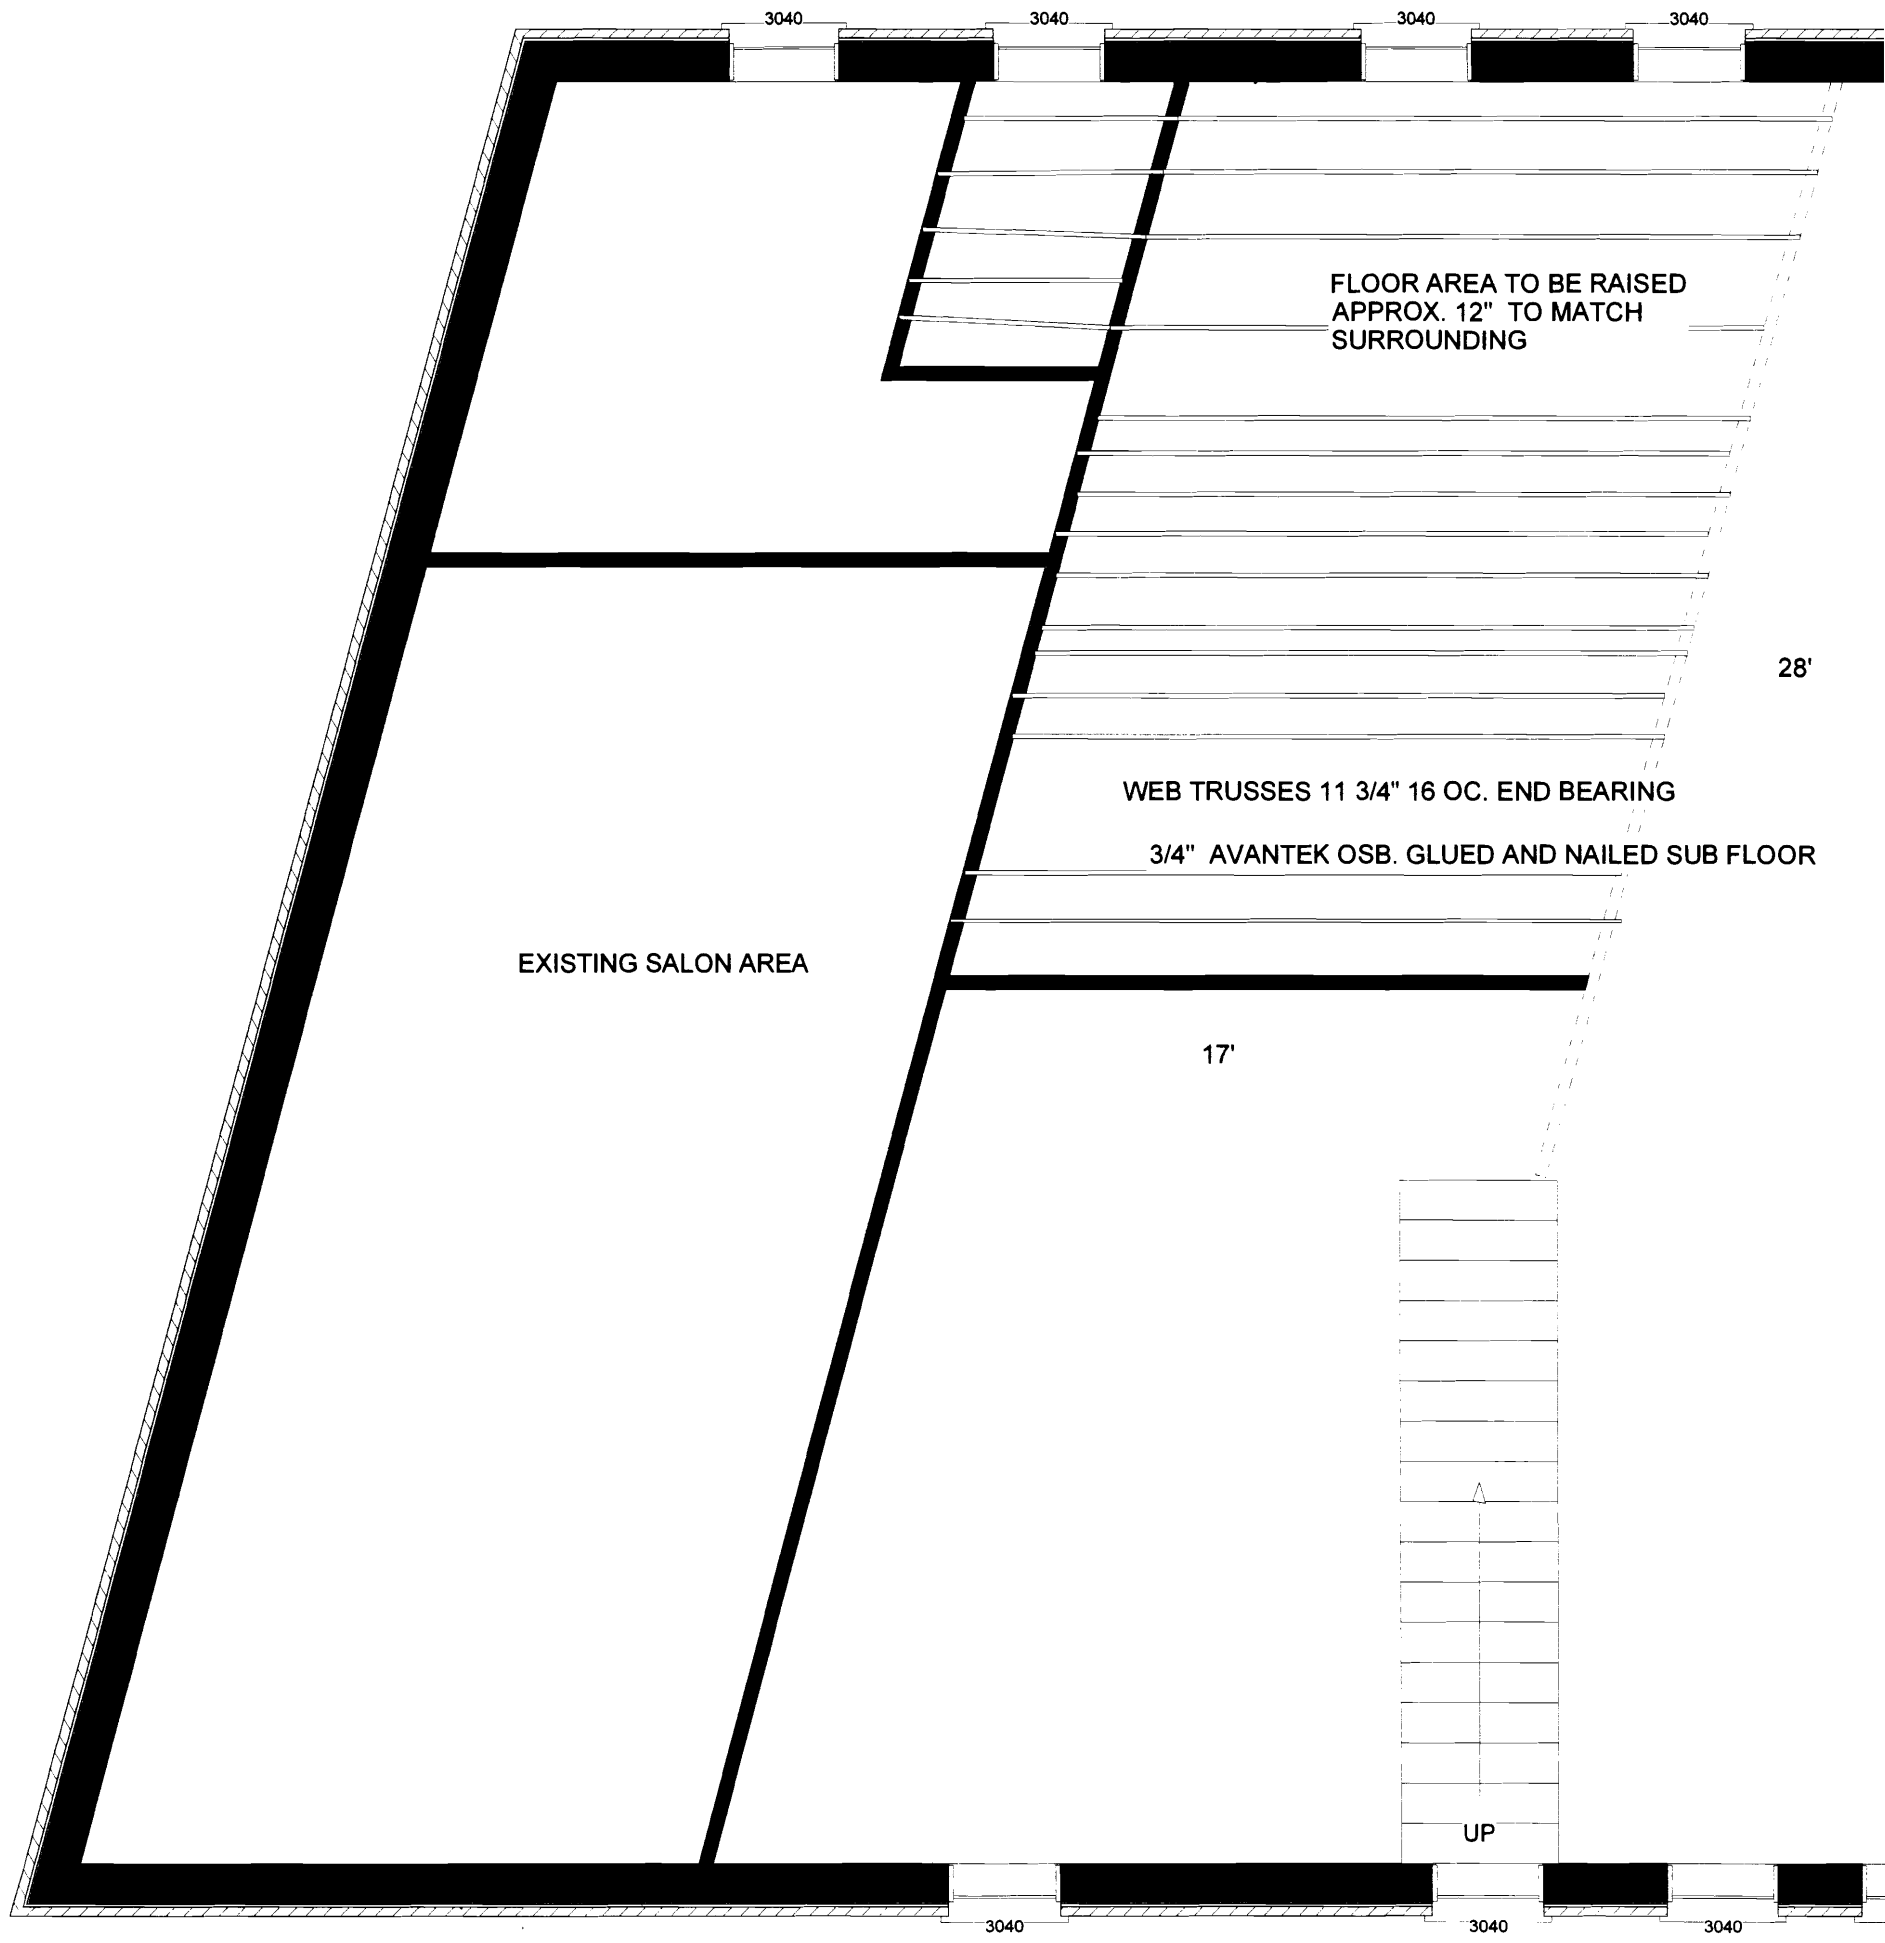 3040 3040 3040 3040
FLOOR AREA TO BE RAISED
APPROX. 12" TO MATCH
SURROUNDING
28'
WEB TRUSSES 11 3/4" 16 OC. END BEARING
3/4" AVANTEK OSB. GLUED AND NAILED SUB FLOOR
EXISTING SALON AREA
17'
UP
3040 3040 3040